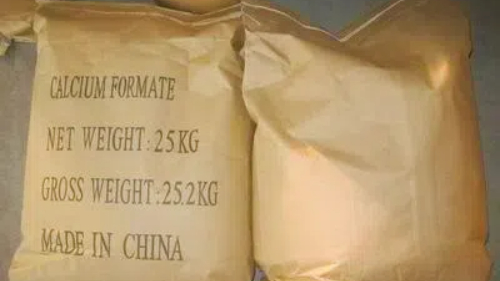 CALCIUM FORMATE
NET WEIGHT:25KG
GROSS WEIGHT:25.2KG
MADE IN CHINA